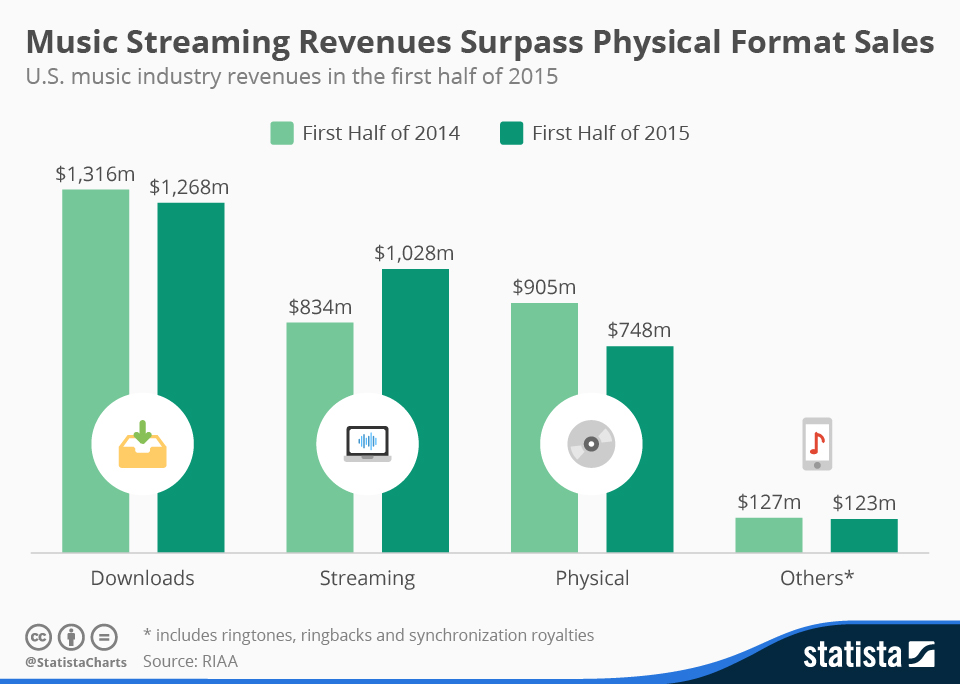 Music Streaming Revenues Surpass Physical Format Sales
U.S. music industry revenues in the first half of 2015
First Half of 2014 First Half of 2015
$1,316m $1,268m
$834m $1,028m
$905m $748m
$127m $123m
Downloads Streaming Physical Others*
cc
@StatistaCharts
* includes ringtones, ringbacks and synchronization royalties
Source: RIAA
statista